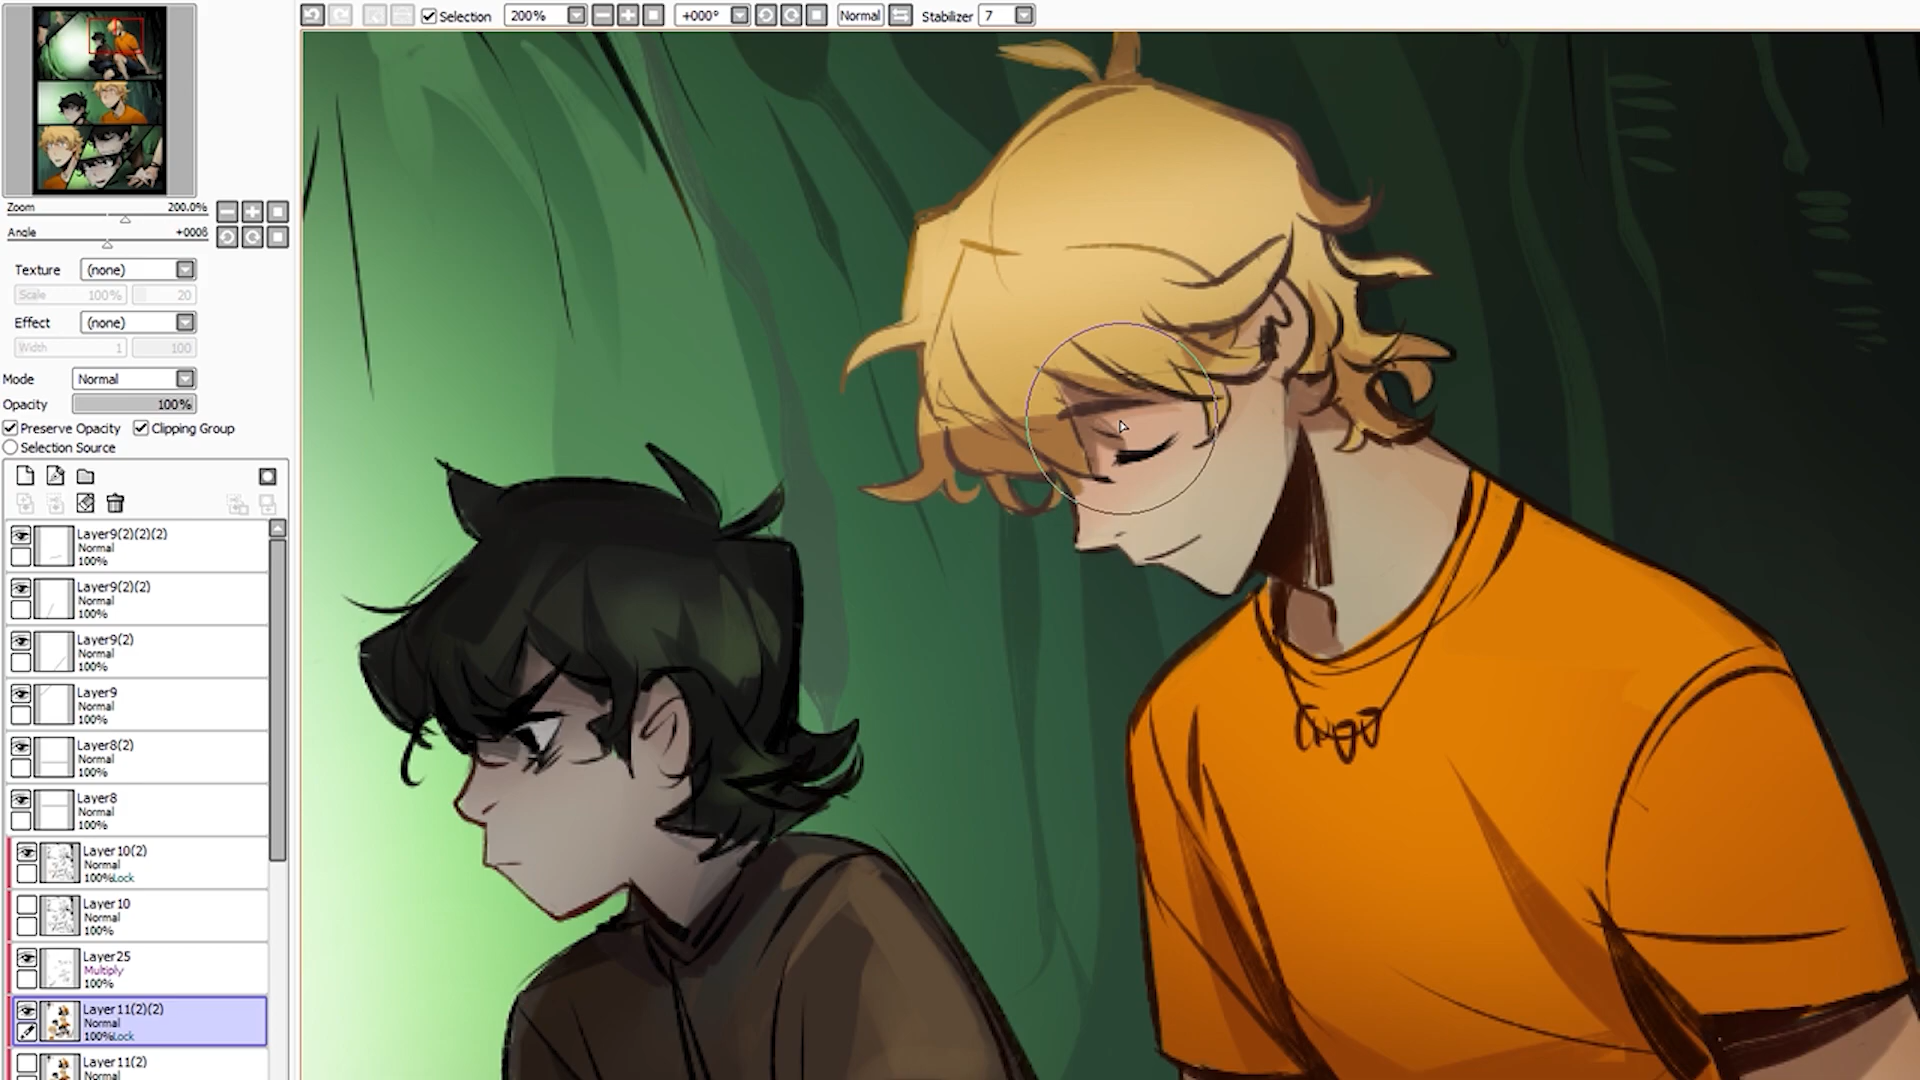 Selection 200% +000° Normal Stabilizer 7
Zoom 200.0%
Angle +000δ
Texture (none)
Scale 100% 20
Effect (none)
Width 1 100
Mode Normal
Opacity 100%
Preserve Opacity Clipping Group
Selection Source
Layer9(2)(2)(2)
Normal
100%
Layer9(2)(2)
Normal
100%
Layer9(2)
Normal
100%
Layer9
Normal
100%
Layer8(2)
Normal
100%
Layer8
Normal
100%
Layer10(2)
Normal
100%Lock
Layer10
Normal
100%
Layer25
Multiply
100%
Layer11(2)(2)
Normal
100%Lock
Layer11(2)
Normal